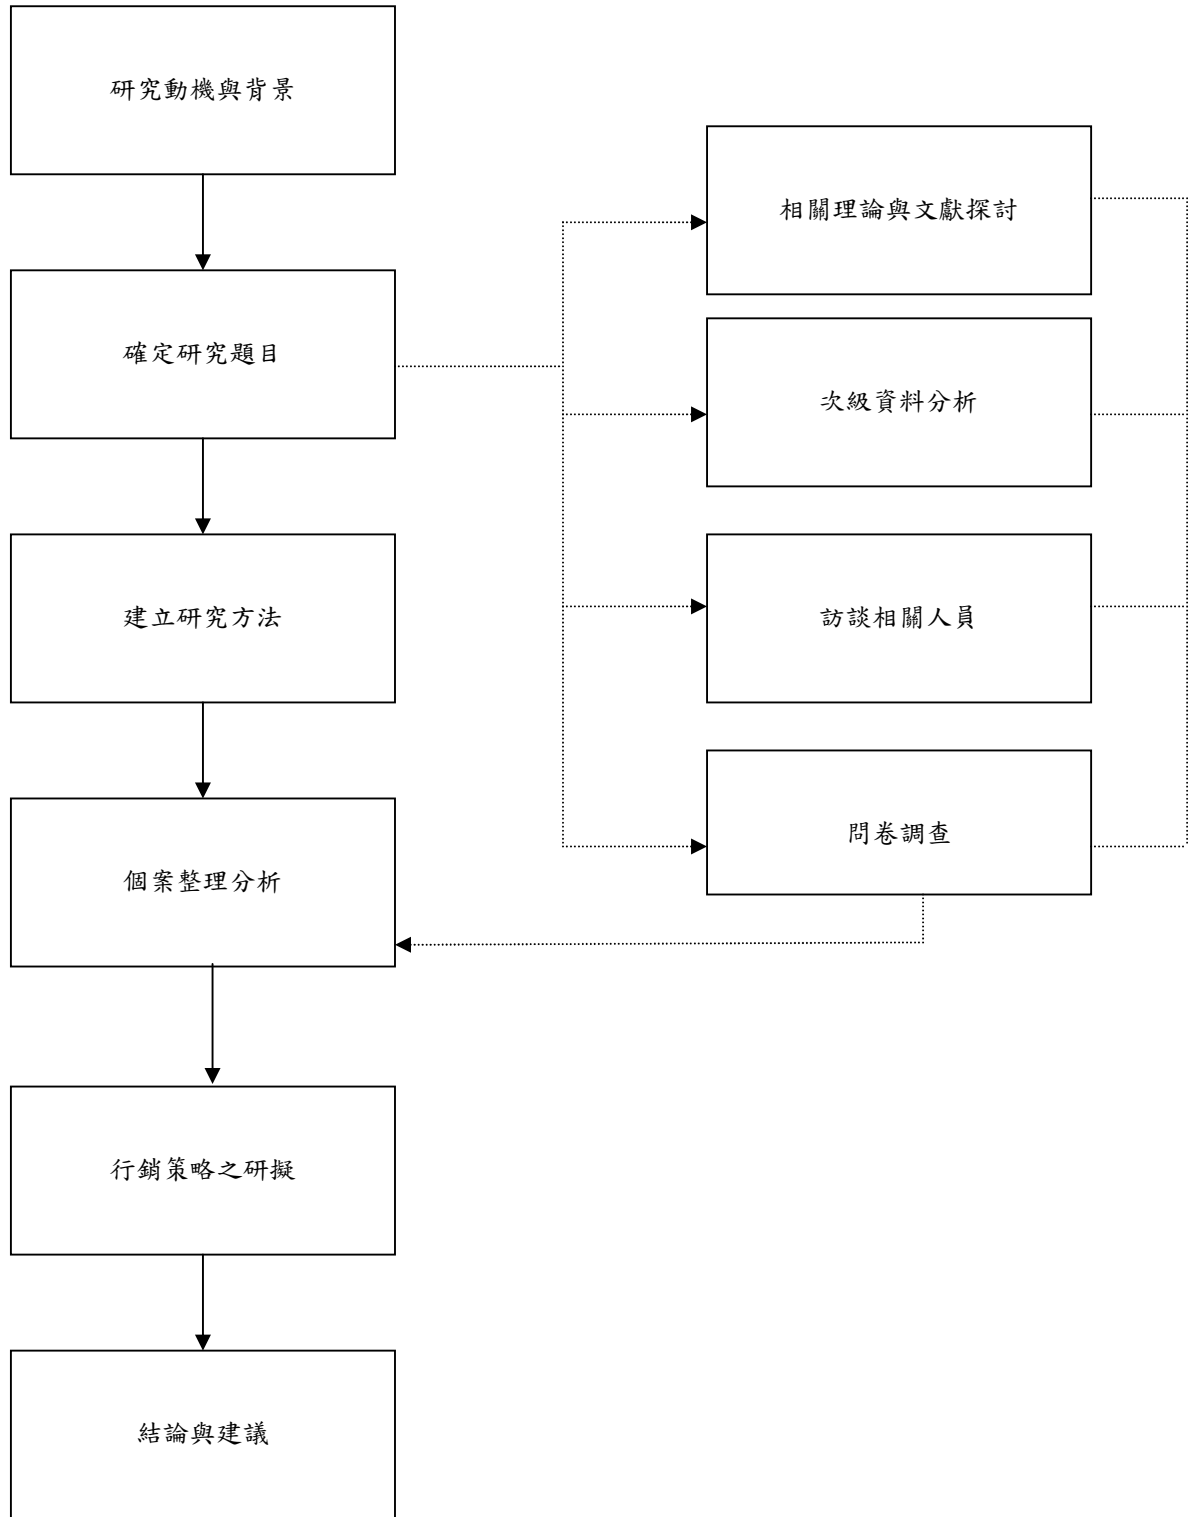 研究動機與背景
確定研究題目
建立研究方法
個案整理分析
行銷策略之研擬
結論與建議
相關理論與文獻探討
次級資料分析
訪談相關人員
問卷調查